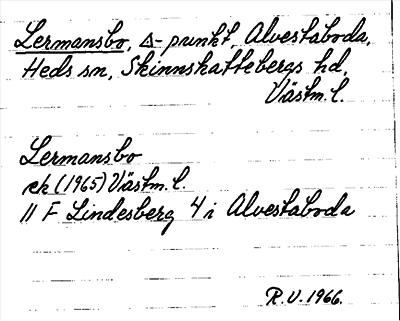 Lermansbo, Δ-punkt, Alvestaboda,
Heds sn, Skinnskattebergs hd,
Västm. l.
Lermansbo
ek (1965) Västm. l.
11 F Lindesberg 4 i Alvestaboda
R.V. 1966.